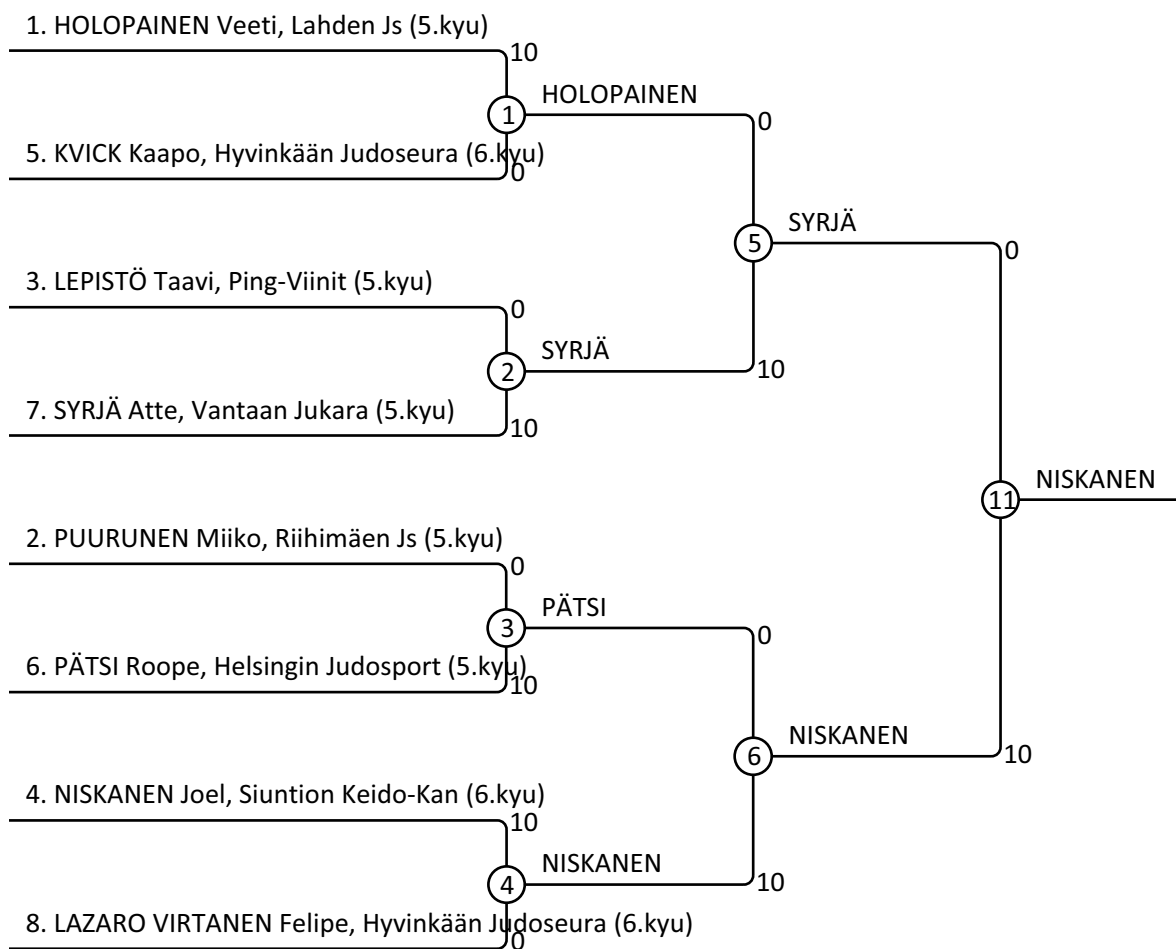 1. HOLOPAINEN Veeti, Lahden Js (5.kyu)
10
1
HOLOPAINEN
0
5. KVICK Kaapo, Hyvinkään Judoseura (6.kyu)
0
5
SYRJÄ
0
3. LEPISTÖ Taavi, Ping-Viinit (5.kyu)
0
2
SYRJÄ
10
7. SYRJÄ Atte, Vantaan Jukara (5.kyu)
10
11
NISKANEN
2. PUURUNEN Miiko, Riihimäen Js (5.kyu)
0
3
PÄTSI
0
6. PÄTSI Roope, Helsingin Judosport (5.kyu)
10
6
NISKANEN
10
4. NISKANEN Joel, Siuntion Keido-Kan (6.kyu)
10
4
NISKANEN
10
8. LAZARO VIRTANEN Felipe, Hyvinkään Judoseura (6.kyu)
0